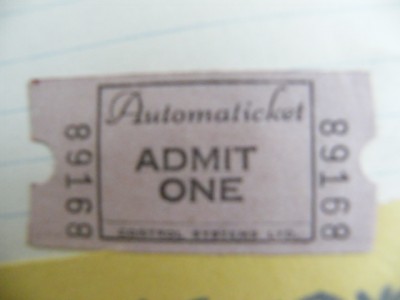 Automaticket
ADMIT
ONE
CONTROL SYSTEMS LTD.
89168
89168